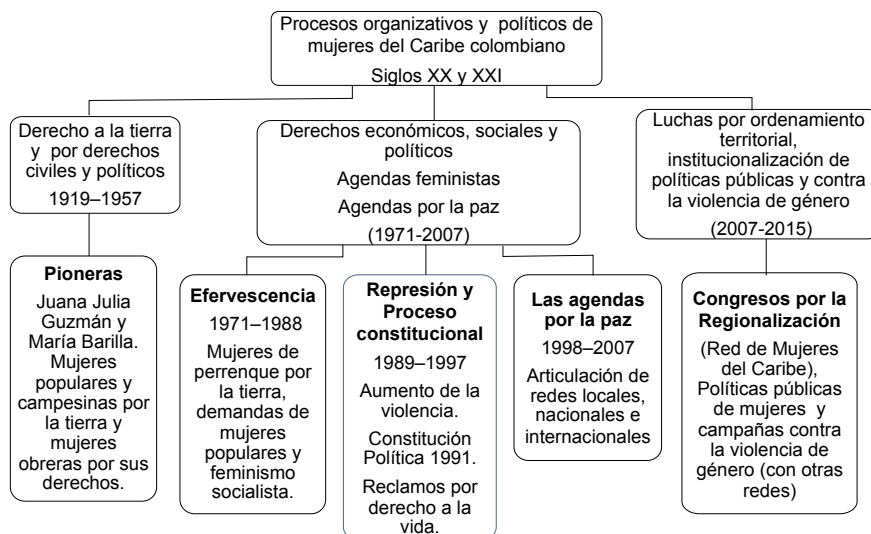 Procesos organizativos y políticos de
mujeres del Caribe colombiano
Siglos XX y XXI
Derecho a la tierra
y por derechos
civiles y políticos
1919–1957
Derechos económicos, sociales y
políticos
Agendas feministas
Agendas por la paz
(1971-2007)
Luchas por ordenamiento
territorial,
institucionalización de
políticas públicas y contra
la violencia de género
(2007-2015)
Pioneras
Juana Julia
Guzmán y
María Barilla.
Mujeres
populares y
campesinas por
la tierra y
mujeres
obreras por sus
derechos.
Efervescencia
1971–1988
Mujeres de
perrenque por
la tierra,
demandas de
mujeres
populares y
feminismo
socialista.
Represión y
Proceso
constitucional
1989–1997
Aumento de la
violencia.
Constitución
Política 1991.
Reclamos por
derecho a la
vida.
Las agendas
por la paz
1998–2007
Articulación de
redes locales,
nacionales e
internacionales
Congresos por la
Regionalización
(Red de Mujeres
del Caribe),
Políticas públicas
de mujeres y
campañas contra
la violencia de
género (con otras
redes)